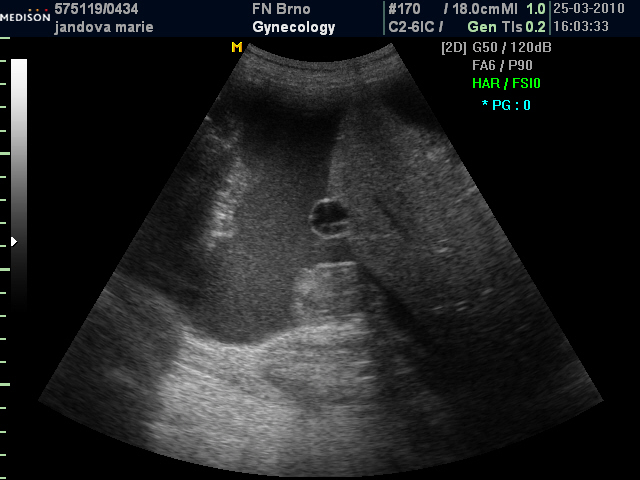 MEDISON
575119/0434 FN Brno #170 / 18.0cm MI 1.0 25-03-2010
jandova marie Gynecology C2-6IC / Gen TIs 0.2 16:03:33
M
[2D] G50 / 120dB
FA6 / P90
HAR / FSI0
* PG : 0